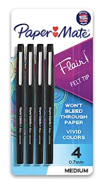 Paper Mate
Flair!
FELT TIP
WON'T
BLEED THROUGH
PAPER
VIVID
COLORS
4
0.7mm
MEDIUM